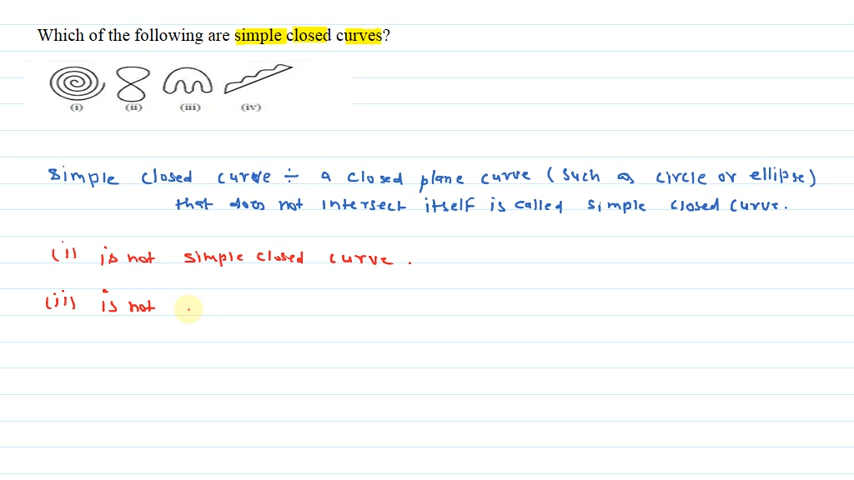 Which of the following are simple closed curves?
(i) (ii) (iii) (iv)
Simple closed curve ÷ a closed plane curve (such as circle or ellipse)
that does not intersect itself is called simple closed curve.
(i) is not simple closed curve.
(ii) is not